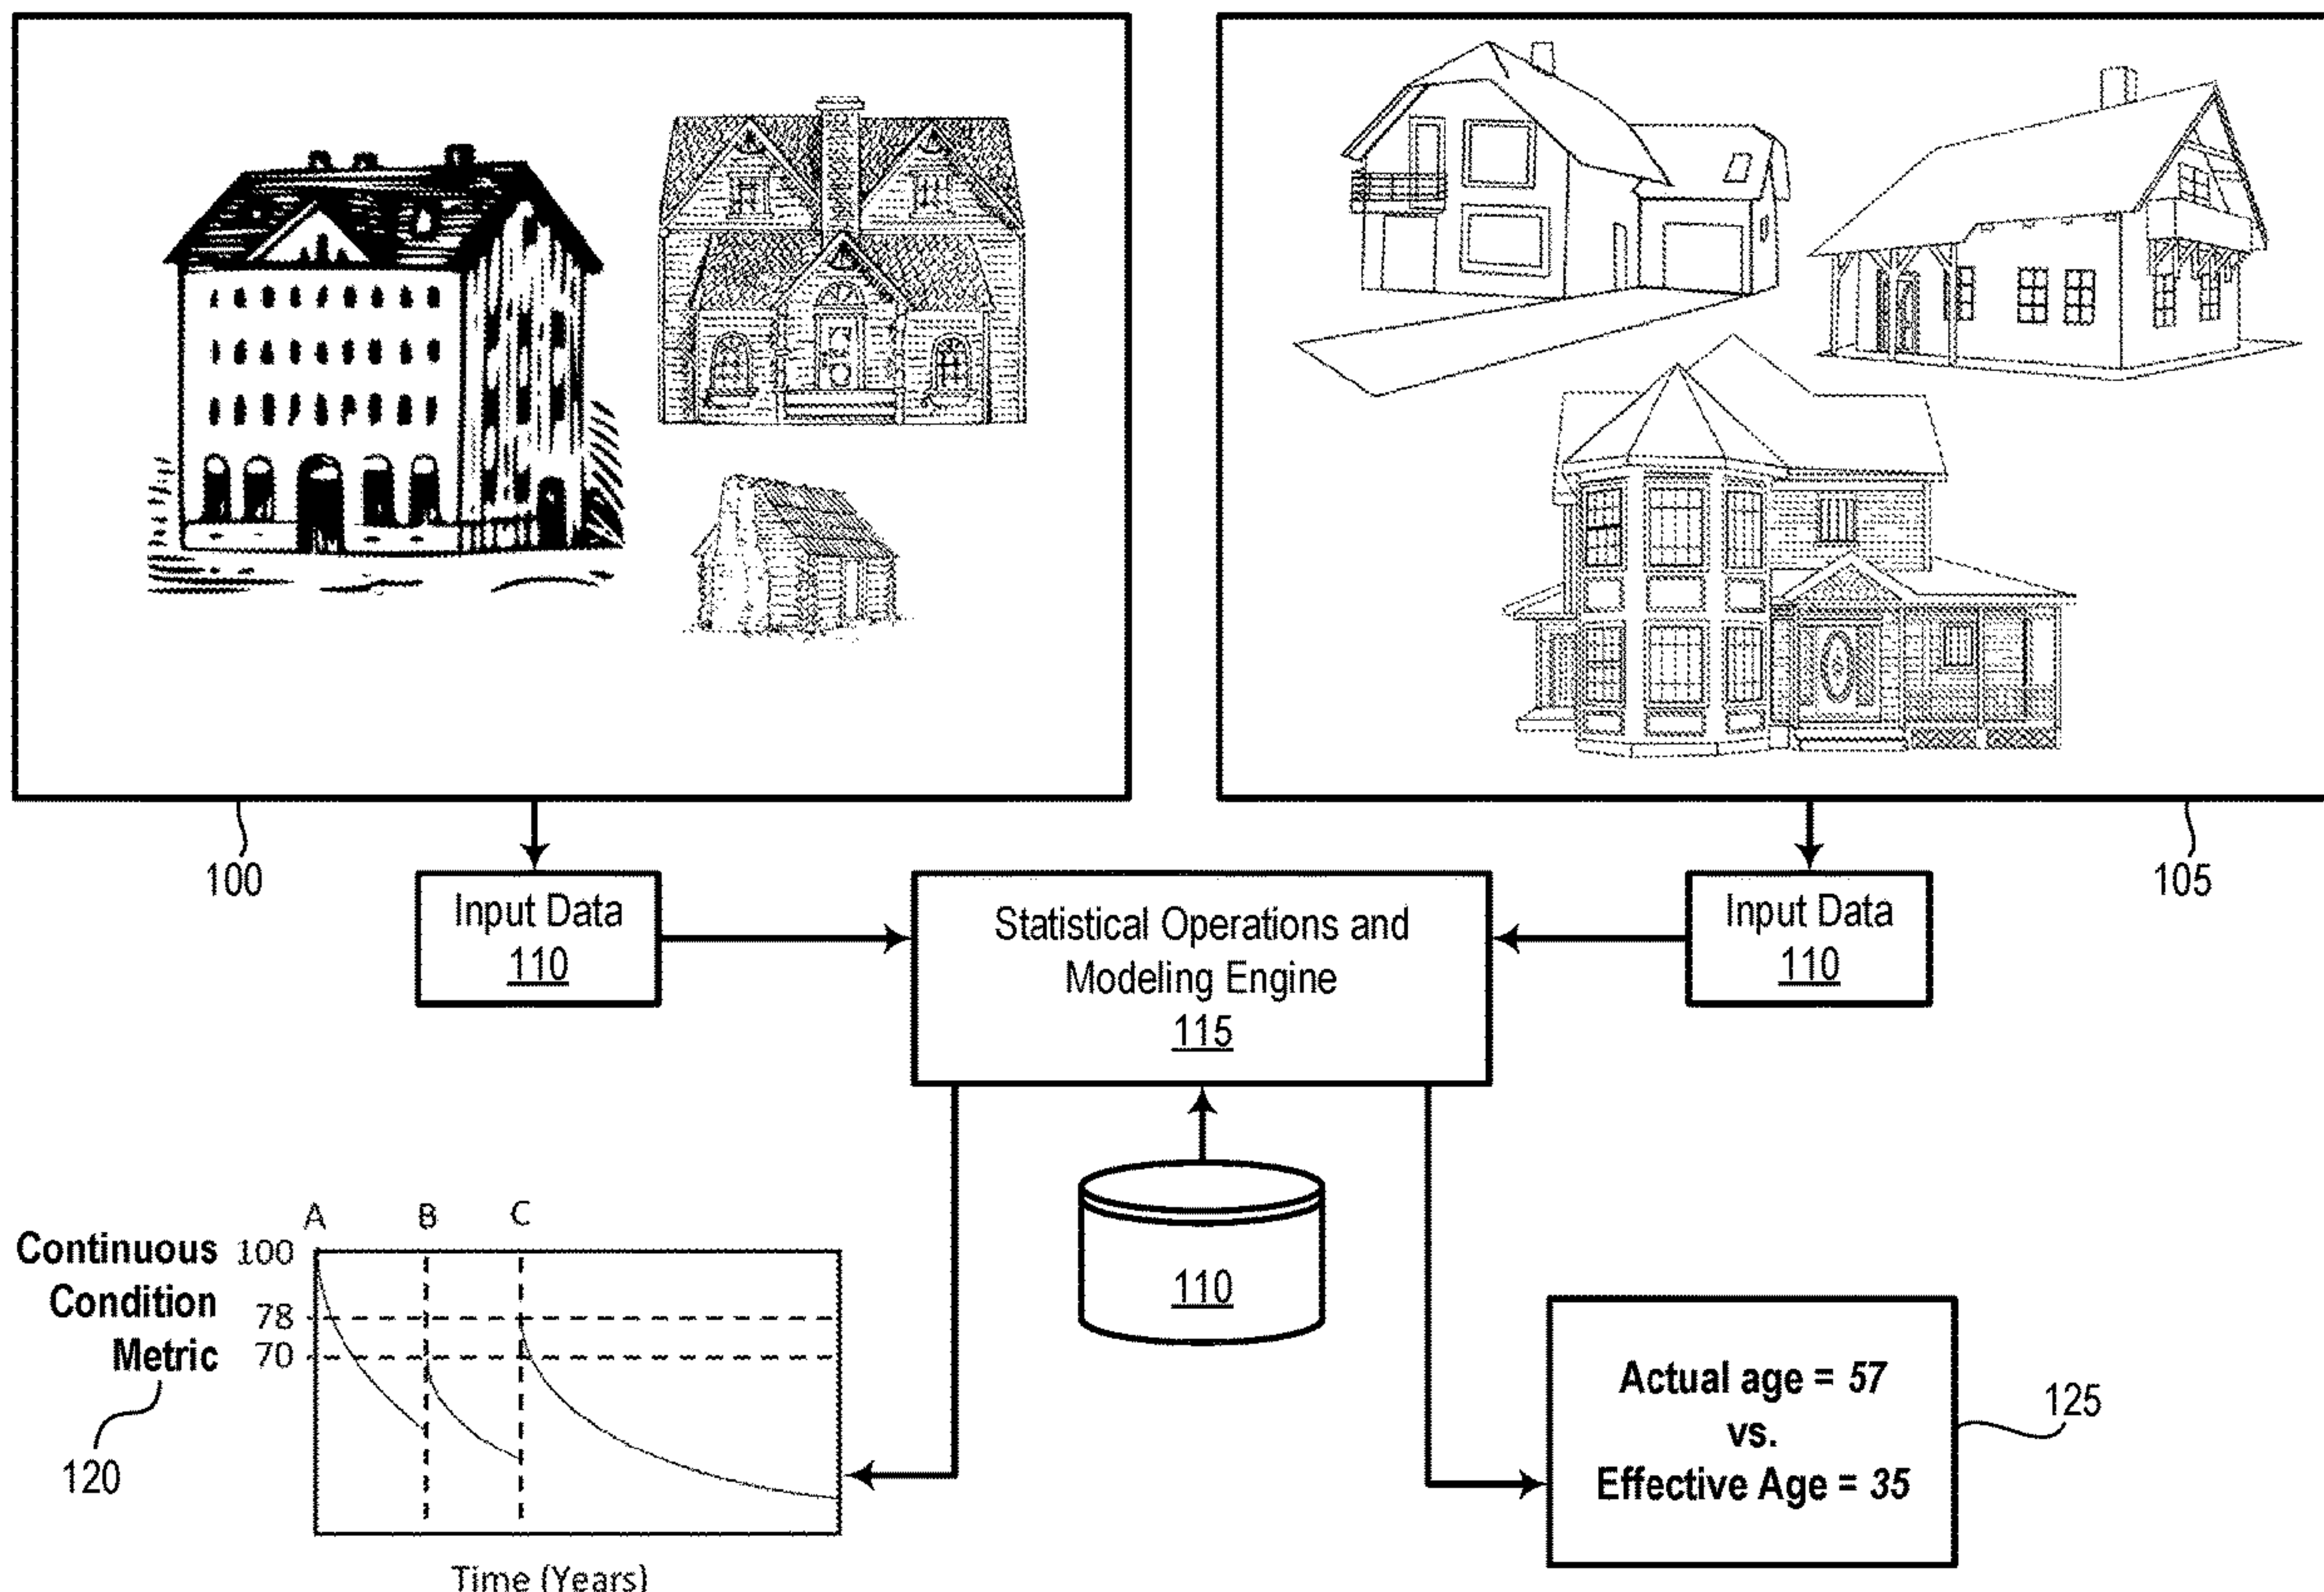 100
105
Input Data
110
Statistical Operations and
Modeling Engine
115
Input Data
110
110
A B C
Continuous
Condition
Metric
100
78
70
120
Time (Years)
Actual age = 57
vs.
Effective Age = 35
125